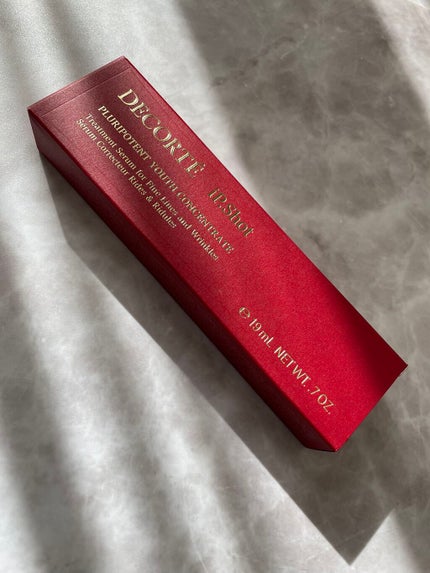 DECORTÉ iP.Shot
PLURIPOTENT YOUTH CONCENTRATE
Treatment Serum for Fine Lines and Wrinkles
Sérum Correcteur Rides & Ridules
℮ 19 mL NET WT. .7 OZ.